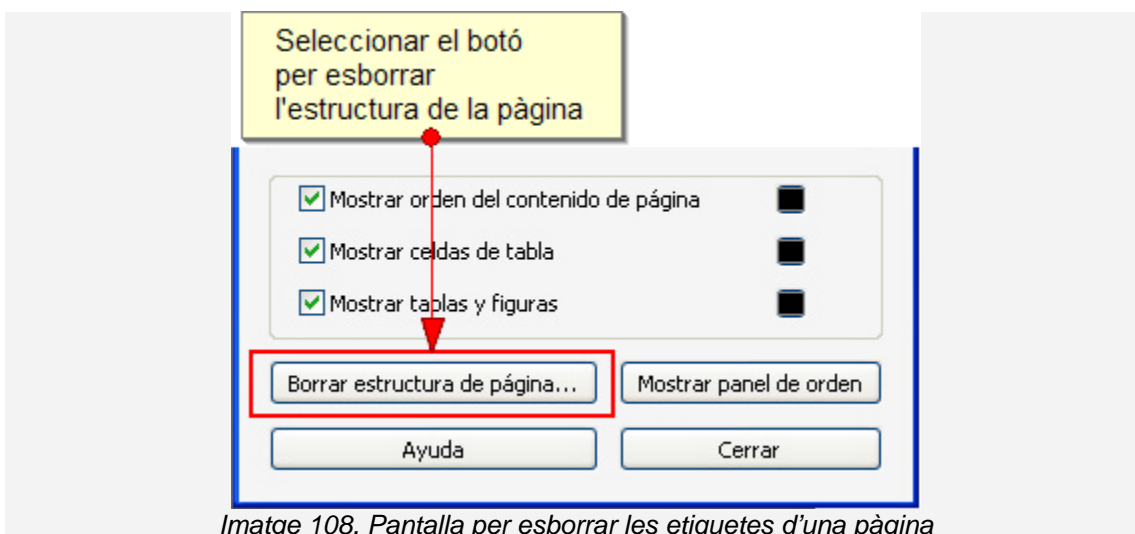 Seleccionar el botó
per esborrar
l'estructura de la pàgina
Mostrar orden del contenido de página
Mostrar celdas de tabla
Mostrar tablas y figuras
Borrar estructura de página... Mostrar panel de orden
Ayuda Cerrar
Imatge 108. Pantalla per esborrar les etiquetes d’una pàgina